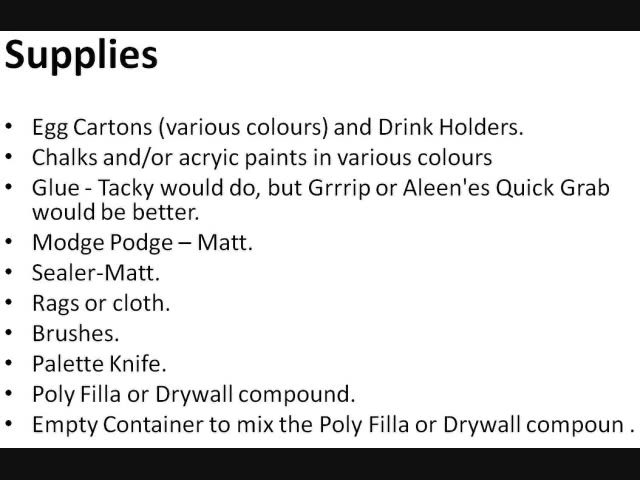 Supplies
• Egg Cartons (various colours) and Drink Holders.
• Chalks and/or acryic paints in various colours
• Glue - Tacky would do, but Grrrip or Aleen'es Quick Grab
would be better.
• Modge Podge – Matt.
• Sealer-Matt.
• Rags or cloth.
• Brushes.
• Palette Knife.
• Poly Filla or Drywall compound.
• Empty Container to mix the Poly Filla or Drywall compoun .